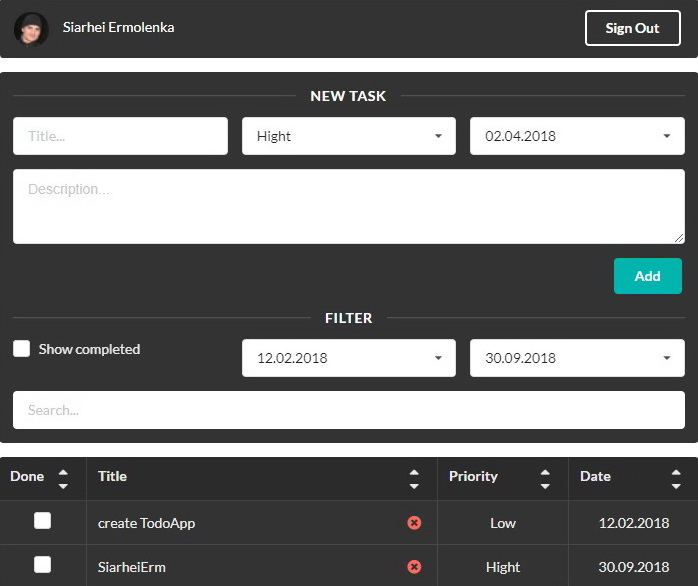 Siarhei Ermolenka Sign Out
NEW TASK
Title... Hight 02.04.2018
Description...
Add
FILTER
Show completed 12.02.2018 30.09.2018
Search...
Done Title Priority Date
create TodoApp Low 12.02.2018
SiarheiErm Hight 30.09.2018